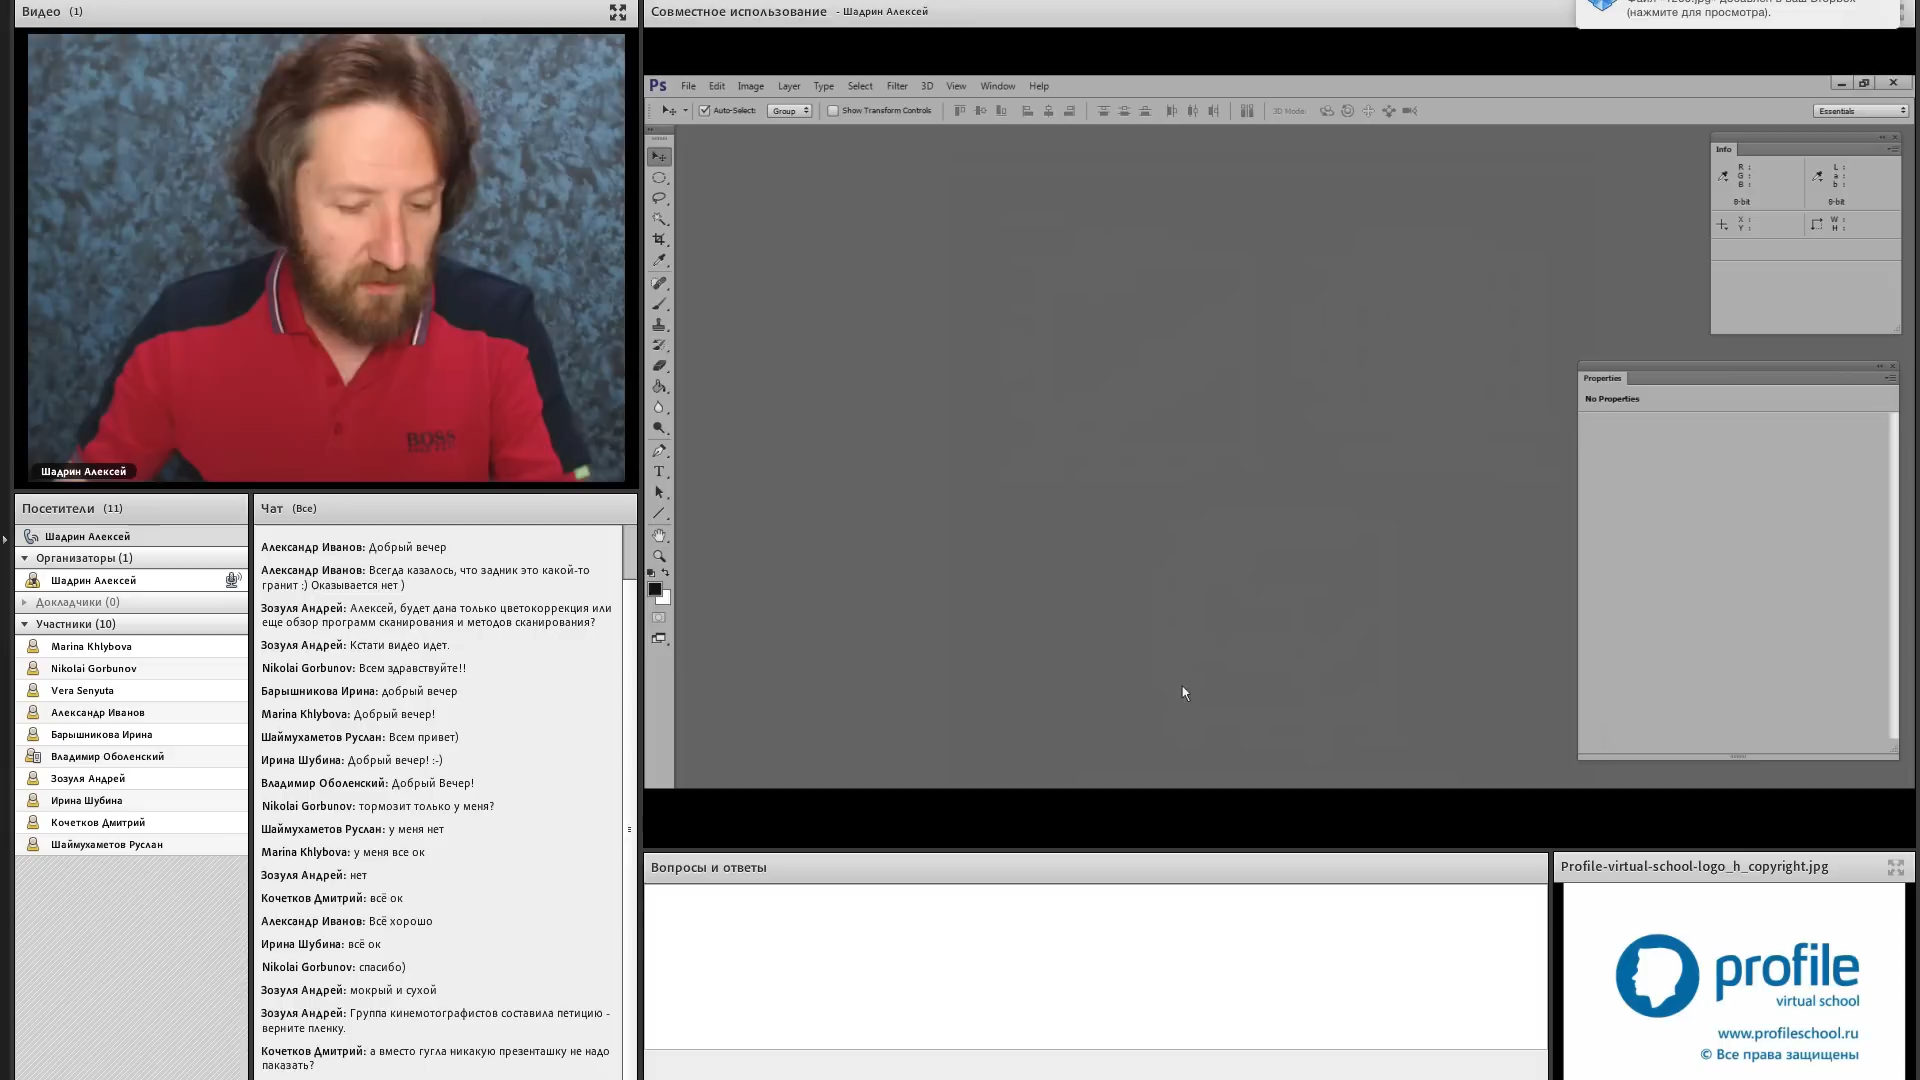 Видео (1)
Шадрин Алексей
BOSS
Посетители (11)
Шадрин Алексей
Организаторы (1)
Шадрин Алексей
Докладчики (0)
Участники (10)
Marina Khlybova
Nikolai Gorbunov
Vera Senyuta
Александр Иванов
Барышникова Ирина
Владимир Оболенский
Зозуля Андрей
Ирина Шубина
Кочетков Дмитрий
Шаймухаметов Руслан
Чат (Все)
Александр Иванов: Добрый вечер
Александр Иванов: Всегда казалось, что задник это какой-то
гранит :) Оказывается нет )
Зозуля Андрей: Алексей, будет дана только цветокоррекция или
еще обзор программ сканирования и методов сканирования?
Зозуля Андрей: Кстати видео идет.
Nikolai Gorbunov: Всем здравствуйте!!
Барышникова Ирина: добрый вечер
Marina Khlybova: Добрый вечер!
Шаймухаметов Руслан: Всем привет)
Ирина Шубина: Добрый вечер! :-)
Владимир Оболенский: Добрый Вечер!
Nikolai Gorbunov: тормозит только у меня?
Шаймухаметов Руслан: у меня нет
Marina Khlybova: у меня все ок
Зозуля Андрей: нет
Кочетков Дмитрий: всё ок
Александр Иванов: Всё хорошо
Ирина Шубина: всё ок
Nikolai Gorbunov: спасибо)
Зозуля Андрей: мокрый и сухой
Зозуля Андрей: Группа кинемотографистов составила петицию -
верните пленку.
Кочетков Дмитрий: а вместо гугла никакую презенташку не надо
паказать?
Совместное использование - Шадрин Алексей
(нажмите для просмотра).
Ps File Edit Image Layer Type Select Filter 3D View Window Help
Auto-Select: Group Show Transform Controls 3D Mode: Essentials
Info
R : L :
G : a :
B : b :
8-bit 8-bit
X : W :
Y : H :
Properties
No Properties
Вопросы и ответы
Profile-virtual-school-logo_h_copyright.jpg
profile
virtual school
www.profileschool.ru
© Все права защищены